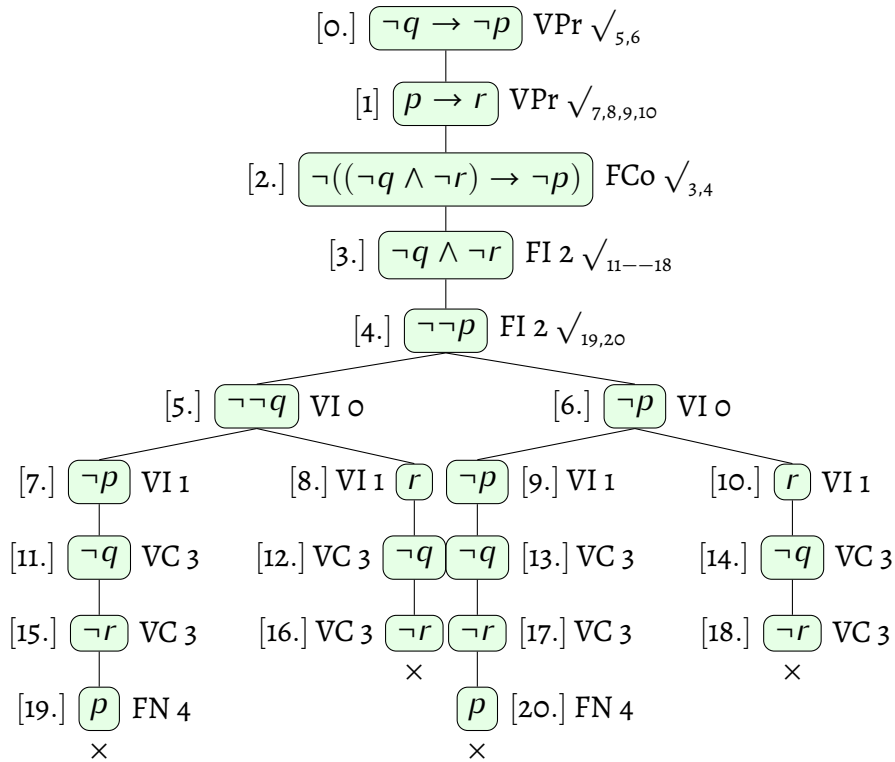 [0.] ¬q → ¬p VPr √5,6
[1] p → r VPr √7,8,9,10
[2.] ¬((¬q ∧ ¬r) → ¬p) FCo √3,4
[3.] ¬q ∧ ¬r FI 2 √11−−18
[4.] ¬¬p FI 2 √19,20
[5.] ¬¬q VI 0 [6.] ¬p VI 0
[7.] ¬p VI 1 [8.] VI 1 r ¬p [9.] VI 1 [10.] r VI 1
[11.] ¬q VC 3 [12.] VC 3 ¬q ¬q [13.] VC 3 [14.] ¬q VC 3
[15.] ¬r VC 3 [16.] VC 3 ¬r ¬r [17.] VC 3 [18.] ¬r VC 3
× ×
[19.] p FN 4 p [20.] FN 4
× ×